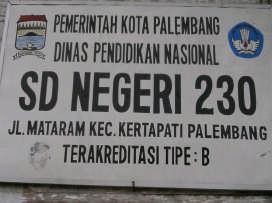 PEMERINTAH KOTA PALEMBANG
DINAS PENDIDIKAN NASIONAL
SD NEGERI 230
JL. MATARAM KEC. KERTAPATI PALEMBANG
TERAKREDITASI TIPE : B